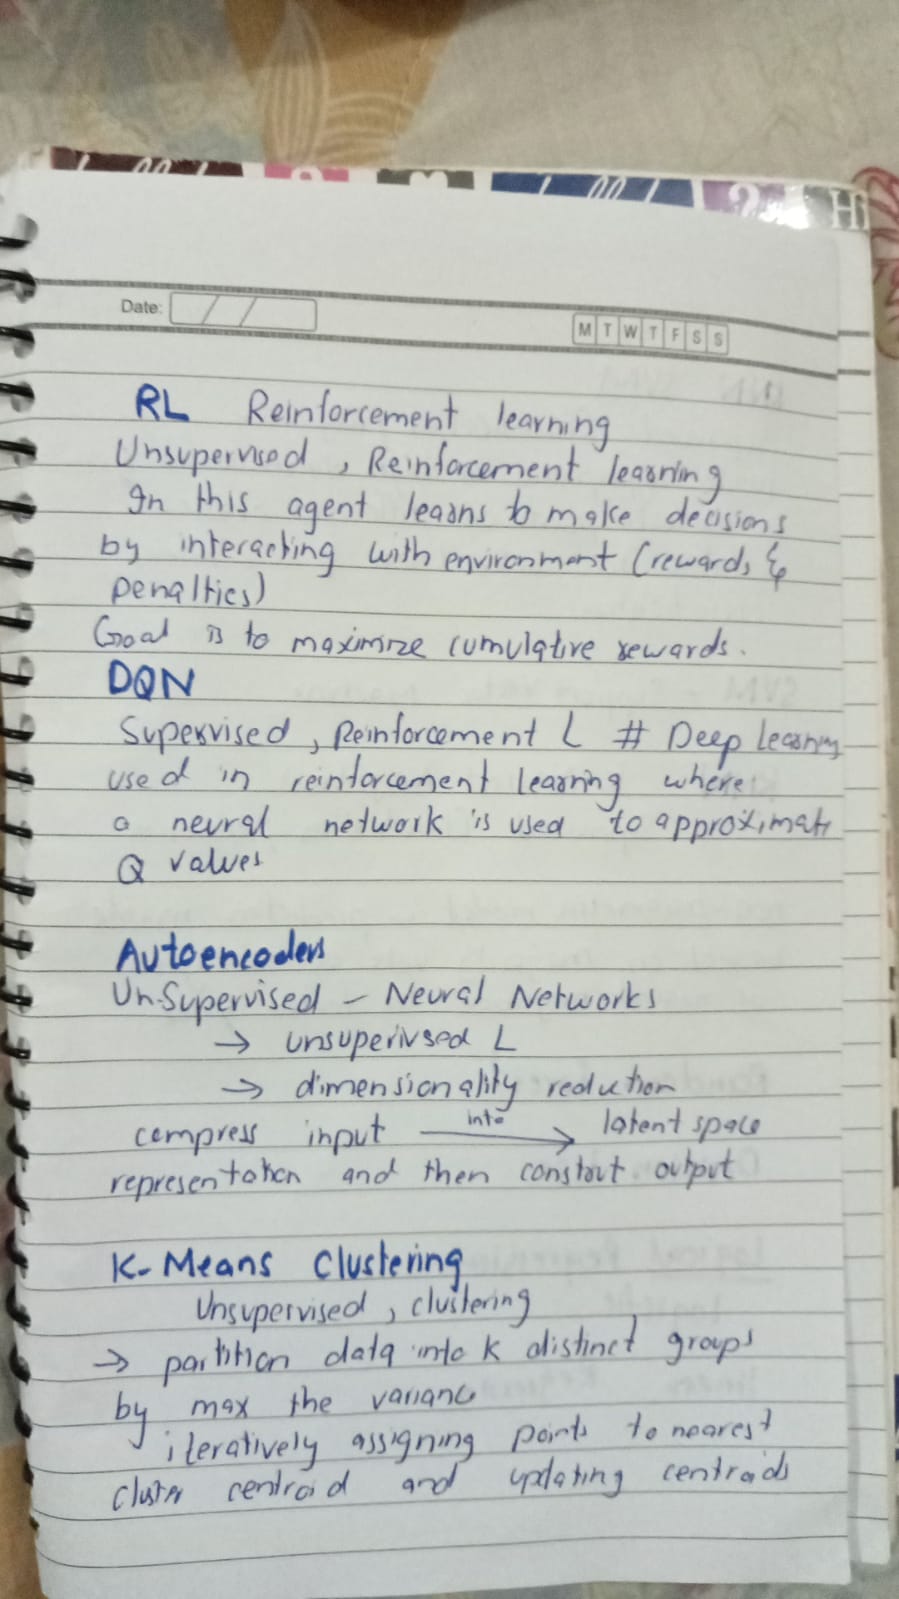 Hi
Date: / /
M T W T F S S
RL Reinforcement learning
Unsupervised, Reinforcement learning
In this agent learns to make decisions
by interacting with environment (rewards &
penalties)
Goal is to maximize cumulative rewards.
DQN
Supervised, Reinforcement L # Deep learning
used in reinforcement learning where
a neural network is used to approximate
Q values
Autoencoders
Un-Supervised – Neural Networks
→ unsuperivsed L
→ dimensionality reduction
compress input into → latent space
representation and then constrout output
K-Means Clustering
Unsupervised, clustering
→ partition data into K distinct groups
by max the variance
iteratively assigning points to nearest
cluster centroid and updating centroids